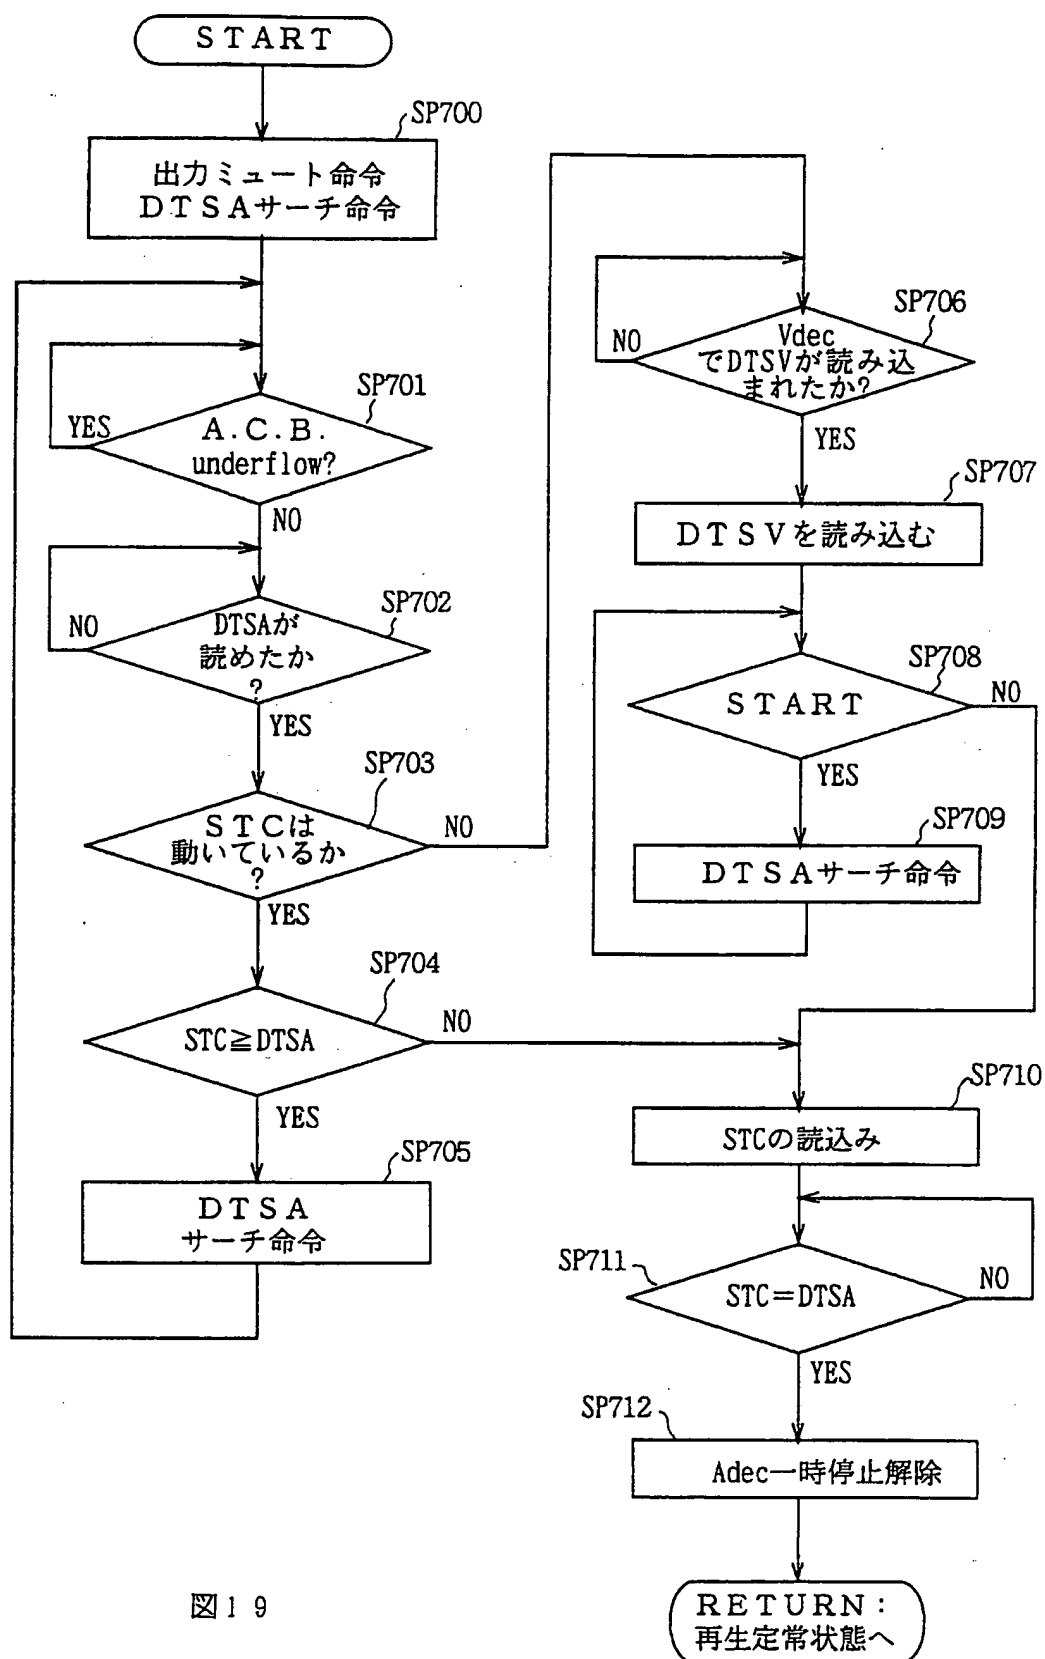 START
SP700
出力ミュート命令
DTSAサーチ命令
SP701
A.C.B.
underflow?
YES
NO
SP702
DTSAが
読めたか
?
NO
YES
SP703
STCは
動いているか
?
NO
YES
SP704
STC≧DTSA
NO
YES
SP705
DTSA
サーチ命令
SP706
Vdec
でDTSVが読み込
まれたか?
NO
YES
SP707
DTSVを読み込む
SP708
START
NO
YES
SP709
DTSAサーチ命令
SP710
STCの読込み
SP711
STC=DTSA
NO
YES
SP712
Adec一時停止解除
RETURN:
再生定常状態へ
図19